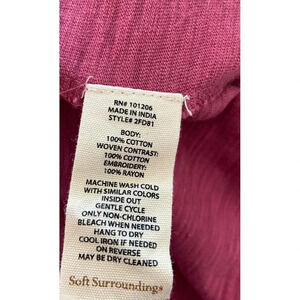 RN# 101206
MADE IN INDIA
STYLE# 2FD81
BODY:
100% COTTON
WOVEN CONTRAST:
100% COTTON
EMBROIDERY:
100% RAYON
MACHINE WASH COLD
WITH SIMILAR COLORS
INSIDE OUT
GENTLE CYCLE
ONLY NON-CHLORINE
BLEACH WHEN NEEDED
HANG TO DRY
COOL IRON IF NEEDED
ON REVERSE
MAY BE DRY CLEANED
Soft Surroundings